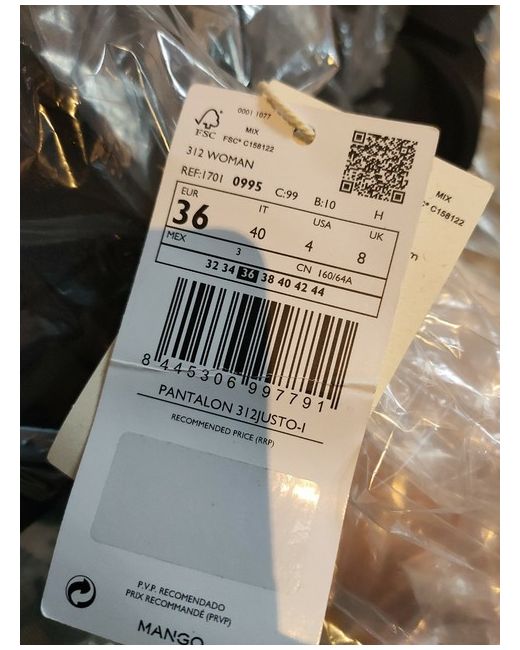 0001 1077
FSC
MIX
FSC® C158122
312 WOMAN
REF:1701 0995 C:99 B:10 H
EUR IT USA UK
36 40 4 8
MEX 3 CN 160/64A
32 34 36 38 40 42 44
8 445306 997791
PANTALON 312JUSTO-I
RECOMMENDED PRICE (RRP)
P.V.P. RECOMENDADO
PRIX RECOMMANDÉ (PRVP)
MANGO
MIX
C158122